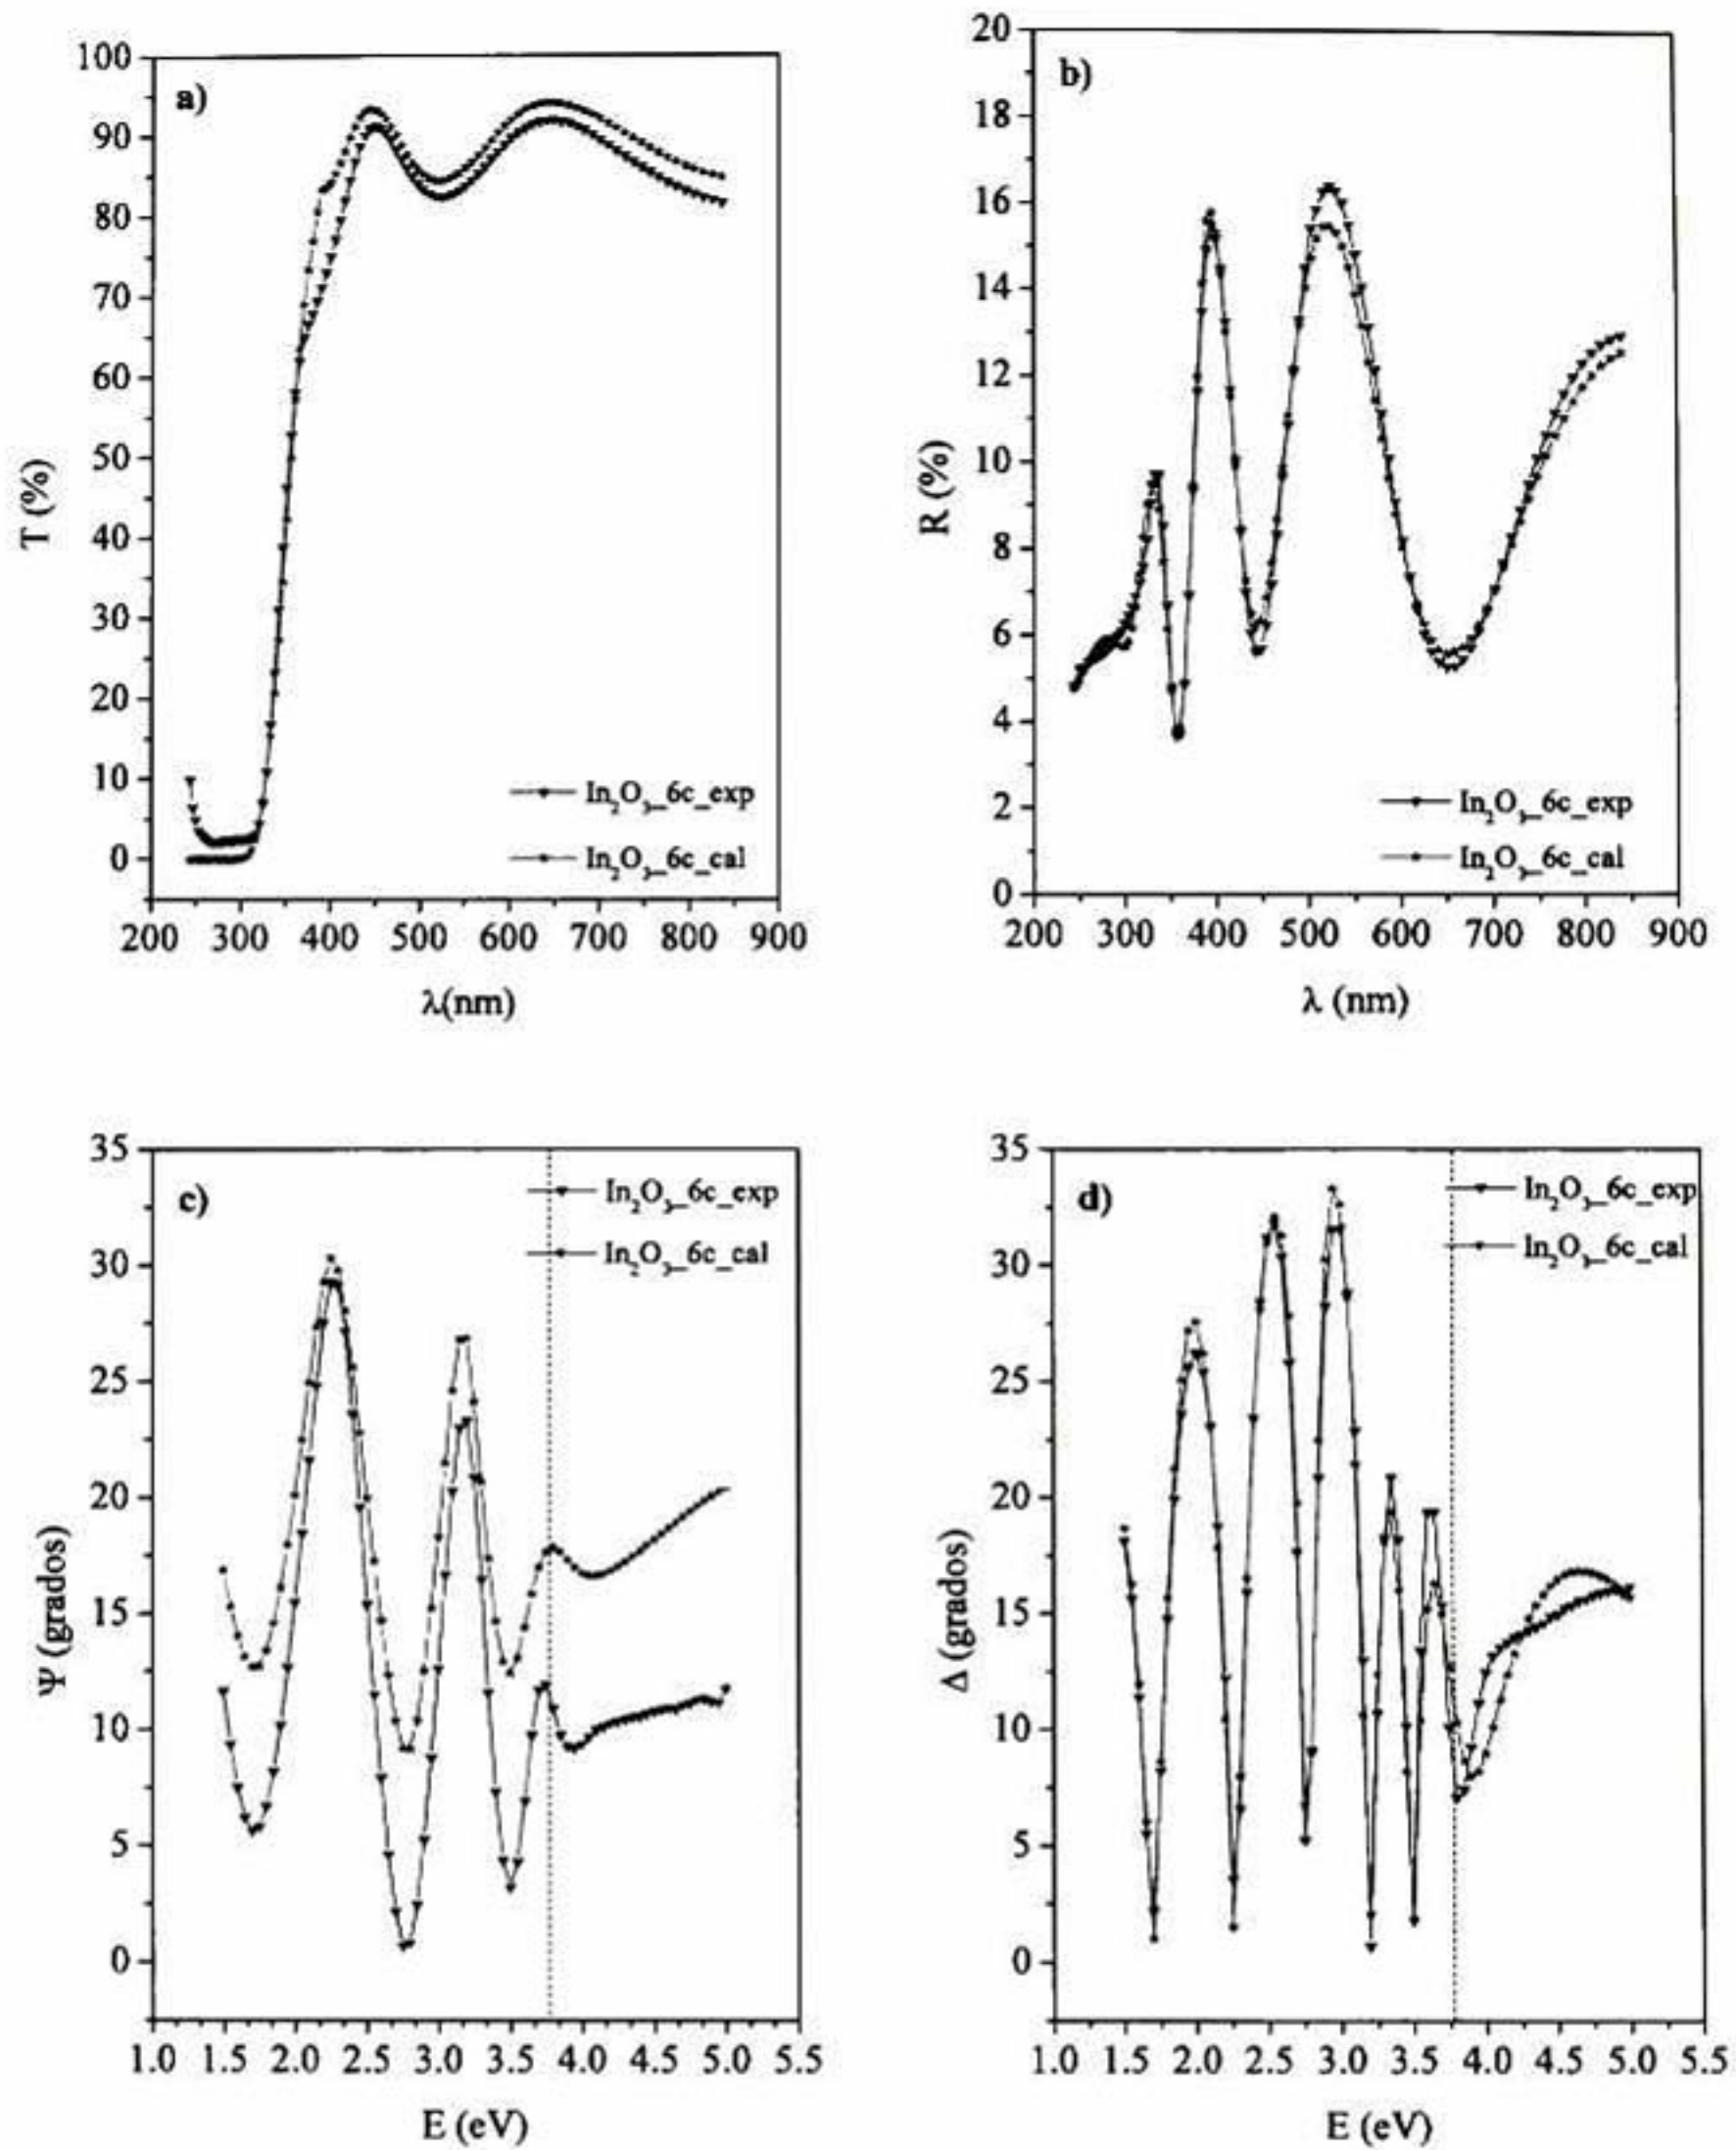 a)
100
90
80
70
60
50
40
30
20
10
0
T (%)
In₂O₃_6c_exp
In₂O₃_6c_cal
200 300 400 500 600 700 800 900
λ(nm)
b)
20
18
16
14
12
10
8
6
4
2
0
R (%)
In₂O₃_6c_exp
In₂O₃_6c_cal
200 300 400 500 600 700 800 900
λ (nm)
c)
35
30
25
20
15
10
5
0
Ψ (grados)
In₂O₃_6c_exp
In₂O₃_6c_cal
1.0 1.5 2.0 2.5 3.0 3.5 4.0 4.5 5.0 5.5
E (eV)
d)
35
30
25
20
15
10
5
0
Δ (grados)
In₂O₃_6c_exp
In₂O₃_6c_cal
1.0 1.5 2.0 2.5 3.0 3.5 4.0 4.5 5.0 5.5
E (eV)